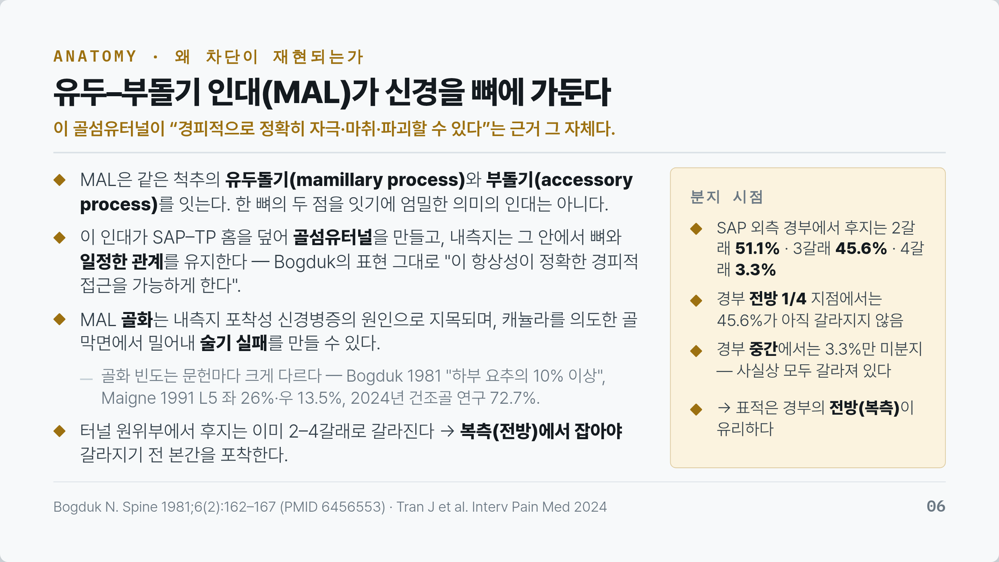 ANATOMY · 왜 차단이 재현되는가
유두–부돌기 인대(MAL)가 신경을 뼈에 가둔다
이 골섬유터널이 “경피적으로 정확히 자극·마취·파괴할 수 있다”는 근거 그 자체다.
MAL은 같은 척추의 유두돌기(mamillary process)와 부돌기(accessory
process)를 잇는다. 한 뼈의 두 점을 잇기에 엄밀한 의미의 인대는 아니다.
이 인대가 SAP–TP 홈을 덮어 골섬유터널을 만들고, 내측지는 그 안에서 뼈와
일정한 관계를 유지한다 — Bogduk의 표현 그대로 "이 항상성이 정확한 경피적
접근을 가능하게 한다".
MAL 골화는 내측지 포착성 신경병증의 원인으로 지목되며, 캐뉼라를 의도한 골
막면에서 밀어내 술기 실패를 만들 수 있다.
— 골화 빈도는 문헌마다 크게 다르다 — Bogduk 1981 "하부 요추의 10% 이상",
Maigne 1991 L5 좌 26%·우 13.5%, 2024년 건조골 연구 72.7%.
터널 원위부에서 후지는 이미 2–4갈래로 갈라진다 → 복측(전방)에서 잡아야
갈라지기 전 본간을 포착한다.
분지 시점
SAP 외측 경부에서 후지는 2갈
래 51.1% · 3갈래 45.6% · 4갈
래 3.3%
경부 전방 1/4 지점에서는
45.6%가 아직 갈라지지 않음
경부 중간에서는 3.3%만 미분지
— 사실상 모두 갈라져 있다
→ 표적은 경부의 전방(복측)이
유리하다
Bogduk N. Spine 1981;6(2):162–167 (PMID 6456553) · Tran J et al. Interv Pain Med 2024
06